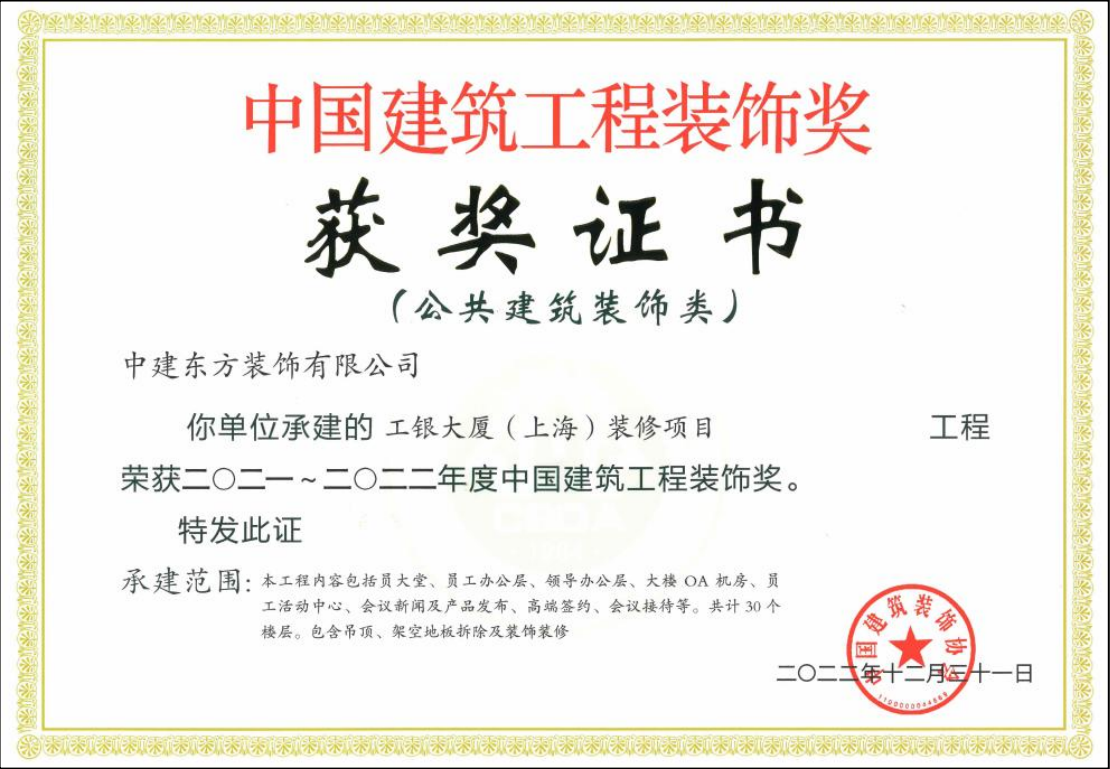 中国建筑工程装饰奖
获奖证书
(公共建筑装饰类)
中建东方装饰有限公司
你单位承建的 工银大厦(上海)装修项目 工程
荣获二〇二一~二〇二二年度中国建筑工程装饰奖。
特发此证
承建范围:本工程内容包括员大堂、员工办公层、领导办公层、大楼 OA 机房、员
工活动中心、会议新闻及产品发布、高端签约、会议接待等。共计 30 个
楼层。包含吊顶、架空地板拆除及装饰装修
中国建筑装饰协会
二〇二二年十二月三十一日